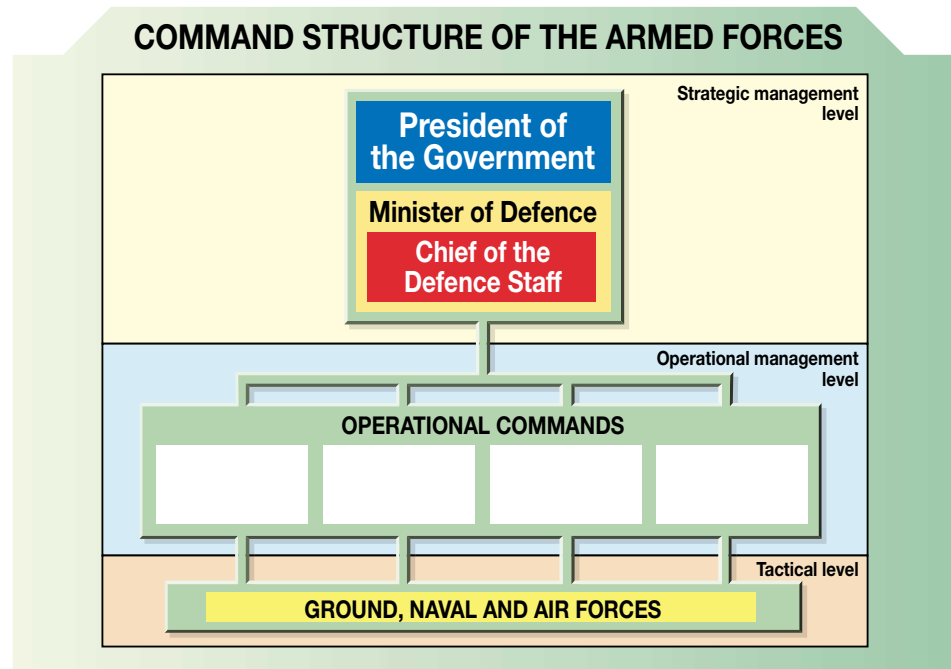 COMMAND STRUCTURE OF THE ARMED FORCES
Strategic management
level
President of
the Government
Minister of Defence
Chief of the
Defence Staff
Operational management
level
OPERATIONAL COMMANDS
Tactical level
GROUND, NAVAL AND AIR FORCES